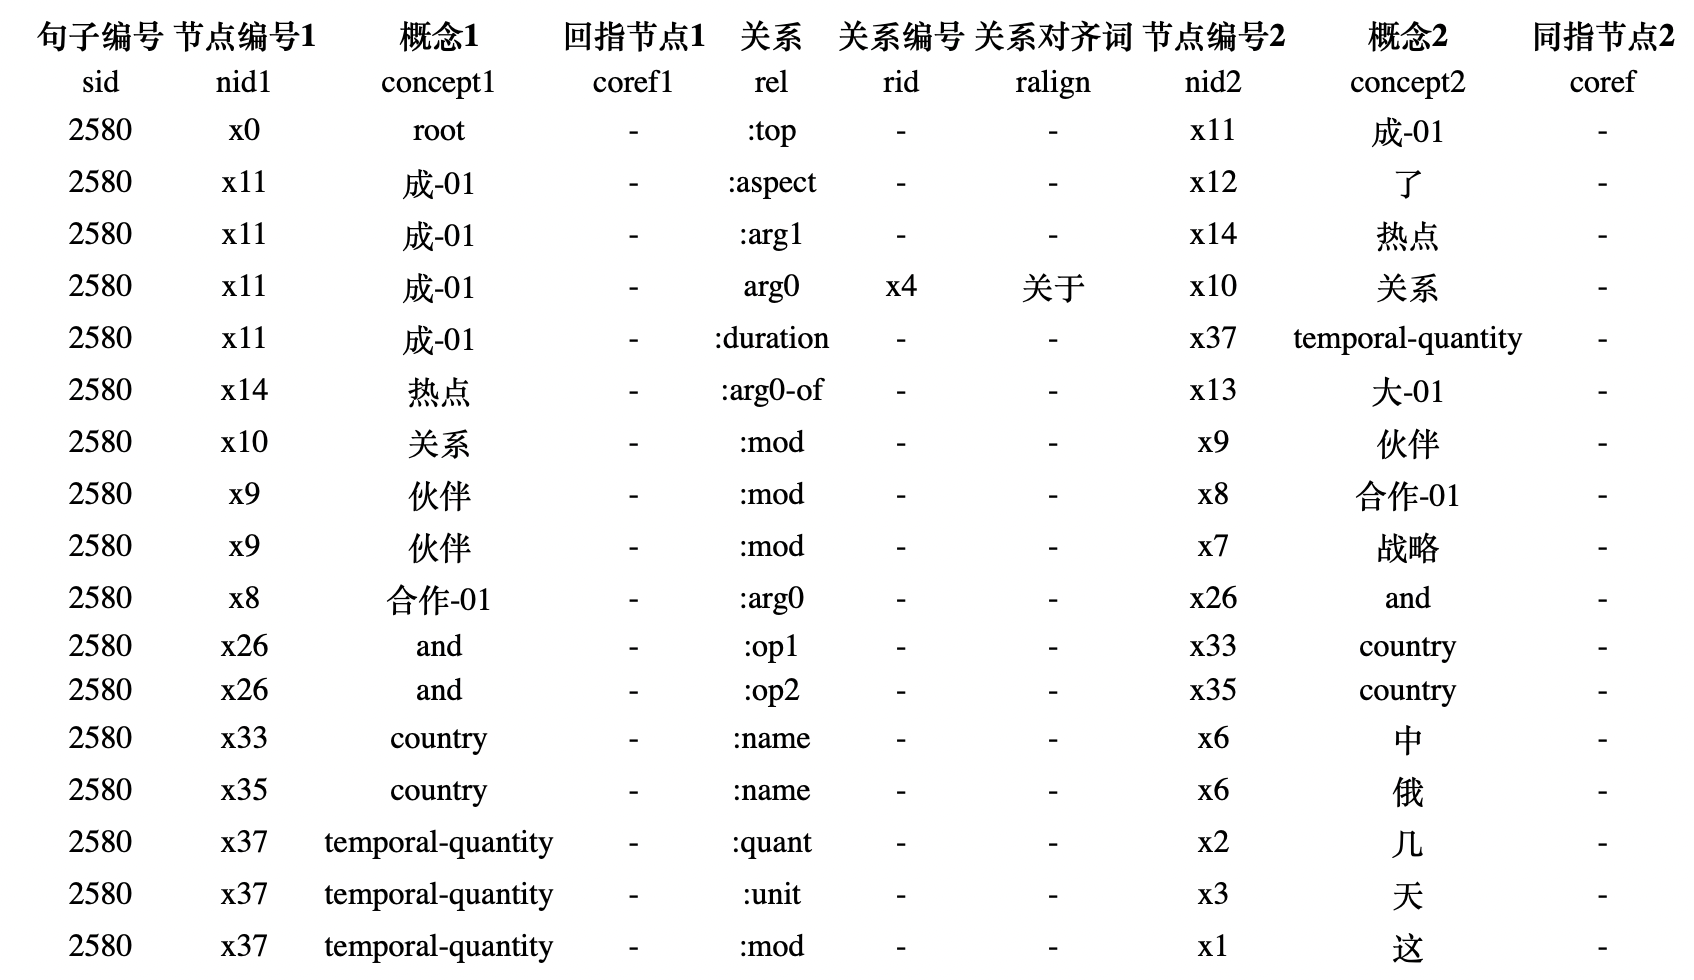 句子编号 节点编号1 概念1 回指节点1 关系 关系编号 关系对齐词 节点编号2 概念2 同指节点2
sid nid1 concept1 coref1 rel rid ralign nid2 concept2 coref
2580 x0 root - :top - - x11 成-01 -
2580 x11 成-01 - :aspect - - x12 了 -
2580 x11 成-01 - :arg1 - - x14 热点 -
2580 x11 成-01 - arg0 x4 关于 x10 关系 -
2580 x11 成-01 - :duration - - x37 temporal-quantity -
2580 x14 热点 - :arg0-of - - x13 大-01 -
2580 x10 关系 - :mod - - x9 伙伴 -
2580 x9 伙伴 - :mod - - x8 合作-01 -
2580 x9 伙伴 - :mod - - x7 战略 -
2580 x8 合作-01 - :arg0 - - x26 and -
2580 x26 and - :op1 - - x33 country -
2580 x26 and - :op2 - - x35 country -
2580 x33 country - :name - - x6 中 -
2580 x35 country - :name - - x6 俄 -
2580 x37 temporal-quantity - :quant - - x2 几 -
2580 x37 temporal-quantity - :unit - - x3 天 -
2580 x37 temporal-quantity - :mod - - x1 这 -